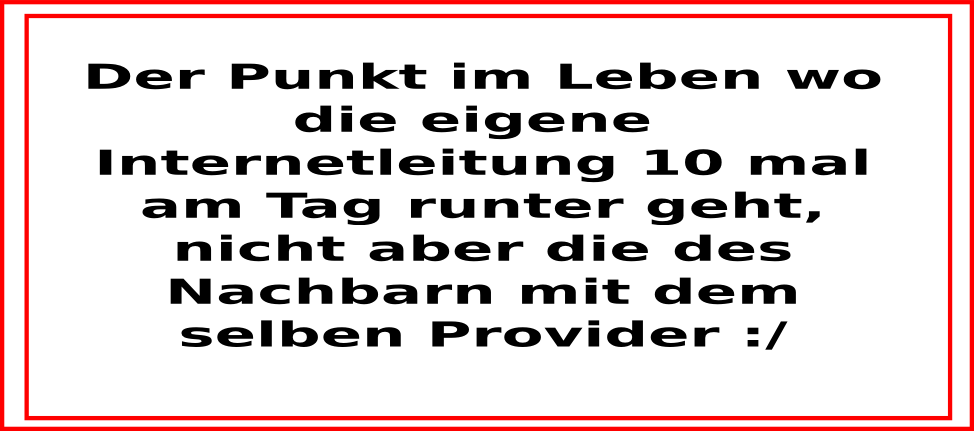 Der Punkt im Leben wo
die eigene
Internetleitung 10 mal
am Tag runter geht,
nicht aber die des
Nachbarn mit dem
selben Provider :/